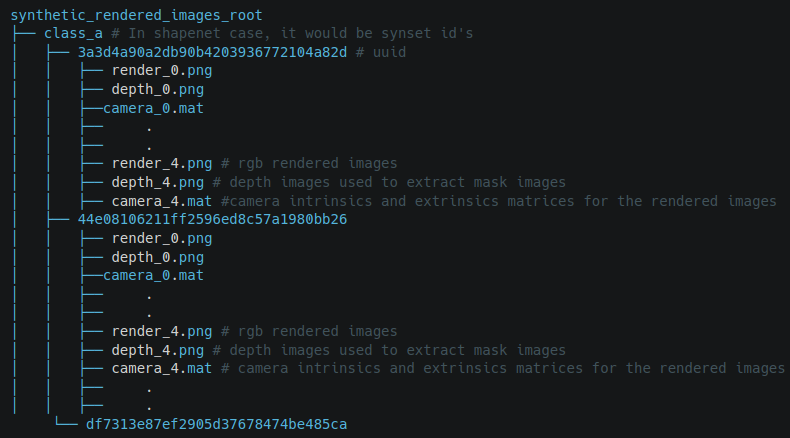 synthetic_rendered_images_root
├── class_a # In shapenet case, it would be synset id's
│   ├── 3a3d4a90a2db90b4203936772104a82d # uuid
│   │   ├── render_0.png
│   │   ├── depth_0.png
│   │   ├──camera_0.mat
│   │   ├──     .
│   │   ├──     .
│   │   ├── render_4.png # rgb rendered images
│   │   ├── depth_4.png # depth images used to extract mask images
│   │   ├── camera_4.mat #camera intrinsics and extrinsics matrices for the rendered images
│   ├── 44e08106211ff2596ed8c57a1980bb26
│   │   ├── render_0.png
│   │   ├── depth_0.png
│   │   ├──camera_0.mat
│   │   ├──     .
│   │   ├──     .
│   │   ├── render_4.png # rgb rendered images
│   │   ├── depth_4.png # depth images used to extract mask images
│   │   ├── camera_4.mat # camera intrinsics and extrinsics matrices for the rendered images
│   │   ├──     .
│   │   ├──     .
     └── df7313e87ef2905d37678474be485ca